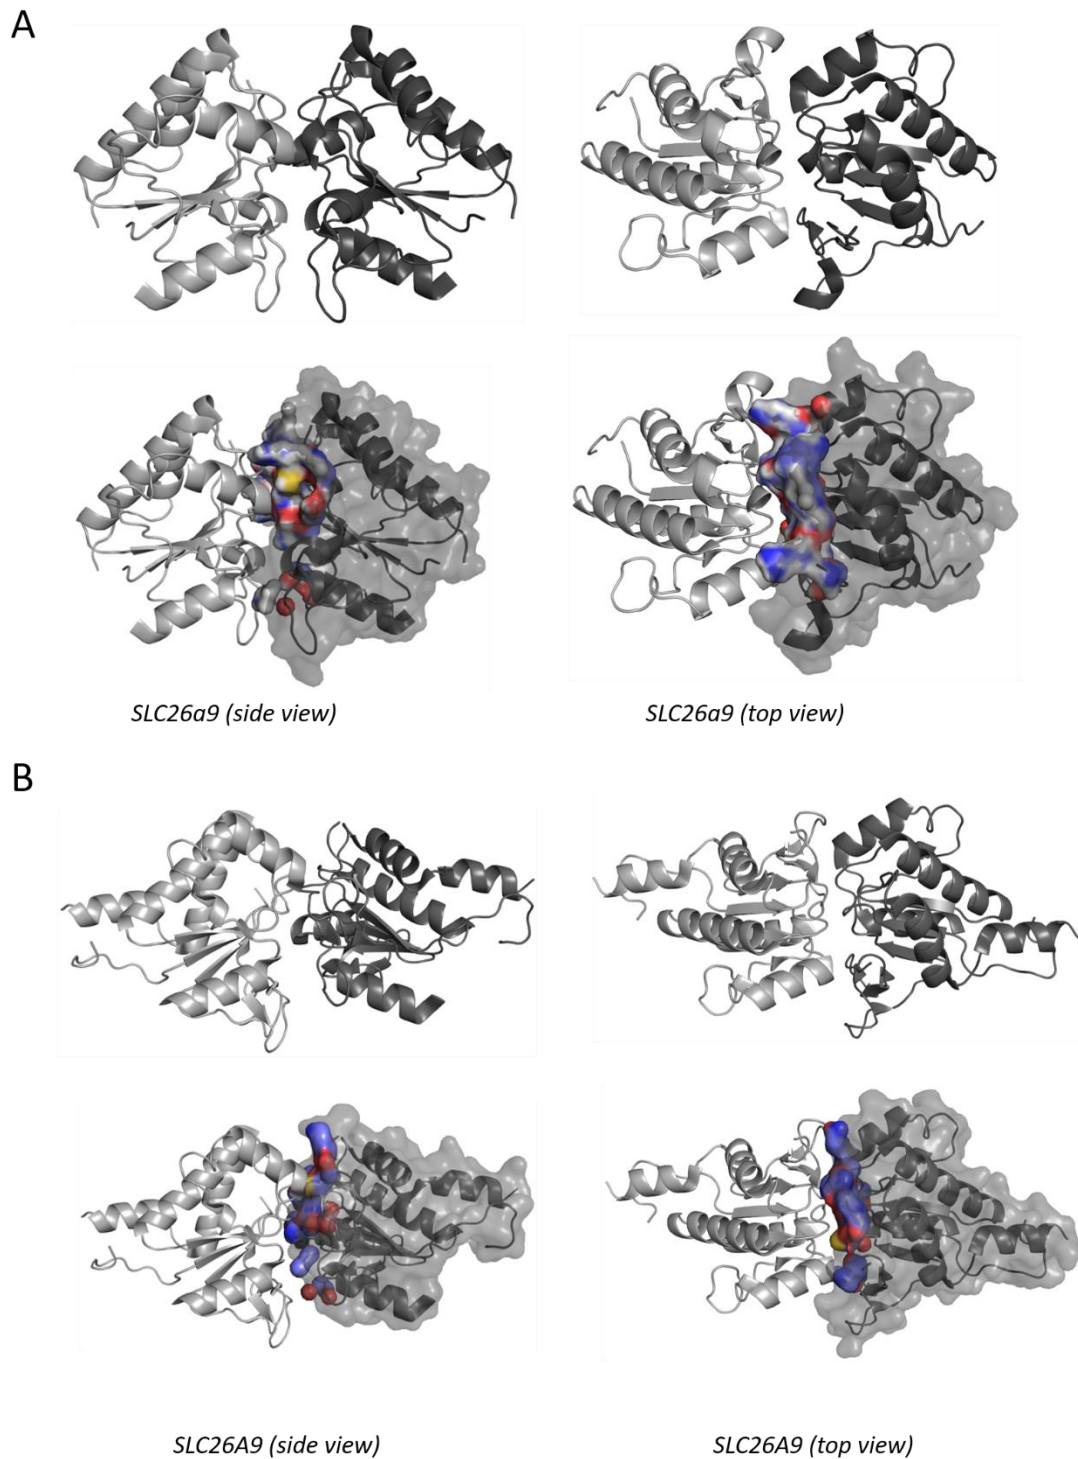 A
SLC26a9 (side view)
SLC26a9 (top view)
B
SLC26A9 (side view)
SLC26A9 (top view)